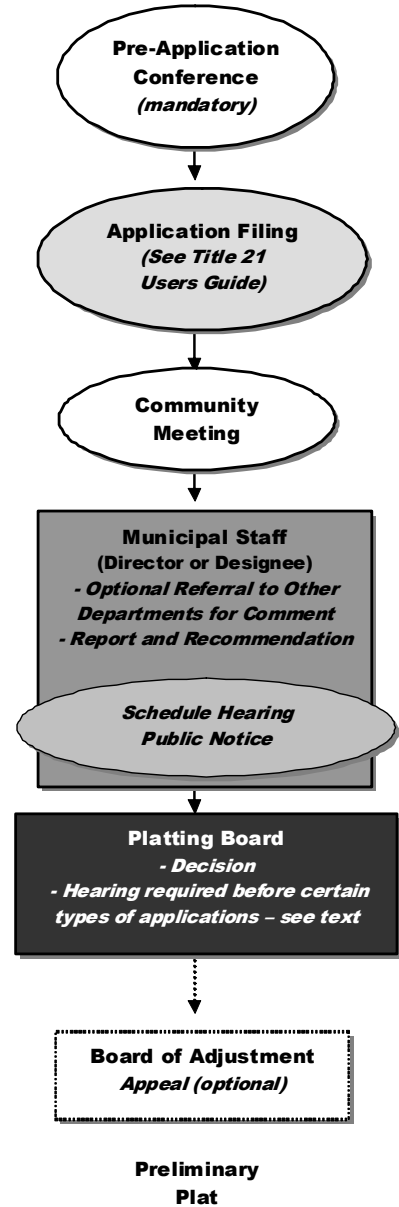 Pre-Application
Conference
(mandatory)
Application Filing
(See Title 21
Users Guide)
Community
Meeting
Municipal Staff
(Director or Designee)
- Optional Referral to Other
Departments for Comment
- Report and Recommendation
Schedule Hearing
Public Notice
Platting Board
- Decision
- Hearing required before certain
types of applications – see text
Board of Adjustment
Appeal (optional)
Preliminary
Plat